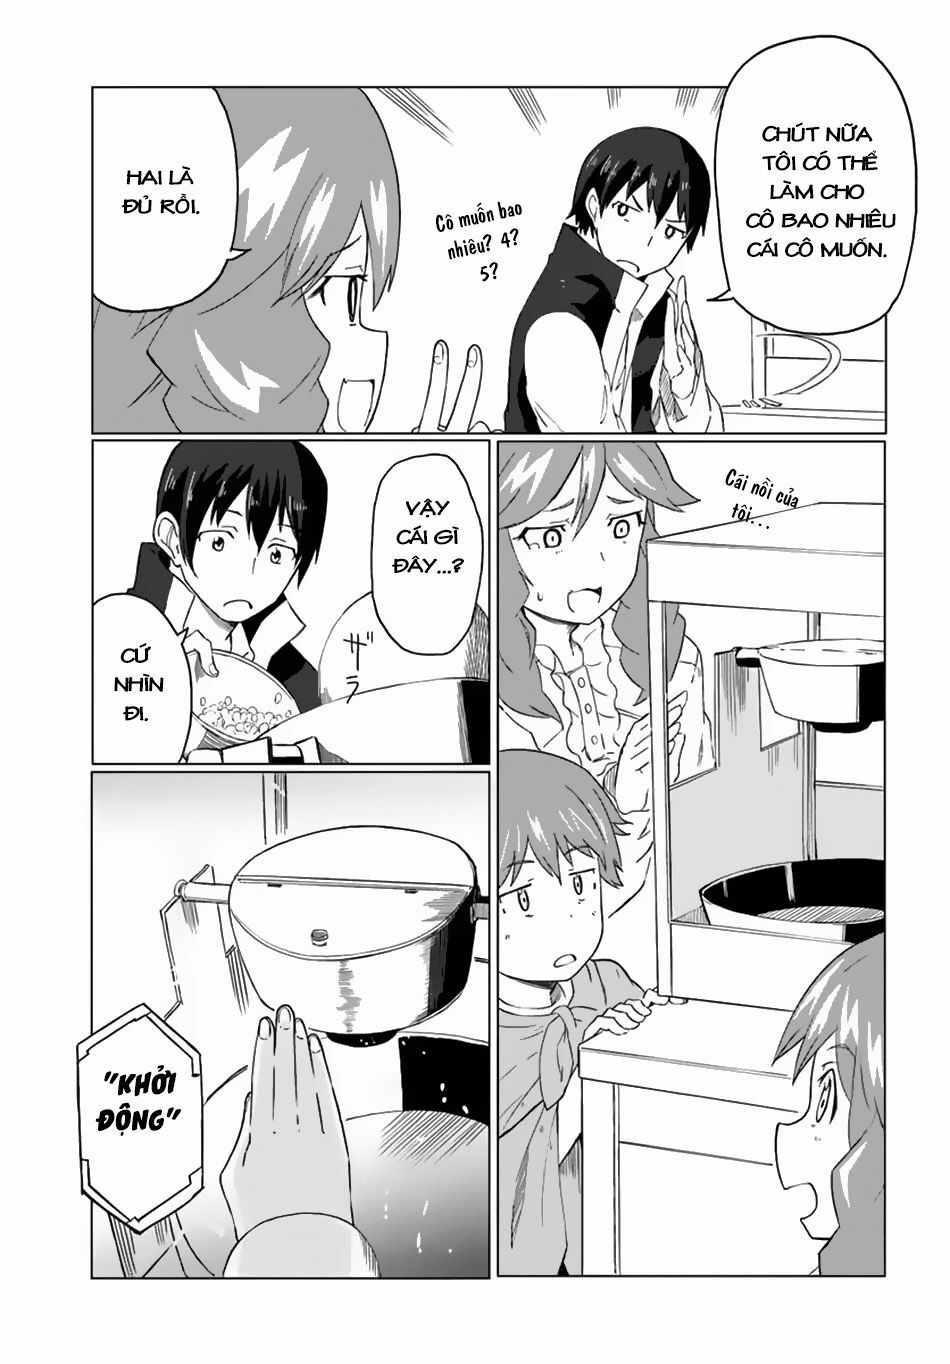 CHÚT NỮA
TÔI CÓ THỂ
LÀM CHO
CÔ BAO NHIÊU
CÁI CÔ MUỐN.
Cô muốn bao
nhiêu? 4?
5?
HAI LÀ
ĐỦ RỒI.
Cái nồi của
tôi...
VẬY
CÁI GÌ
ĐÂY...?
ザラ
CỨ
NHÌN
ĐI.
"KHỞI
ĐỘNG"